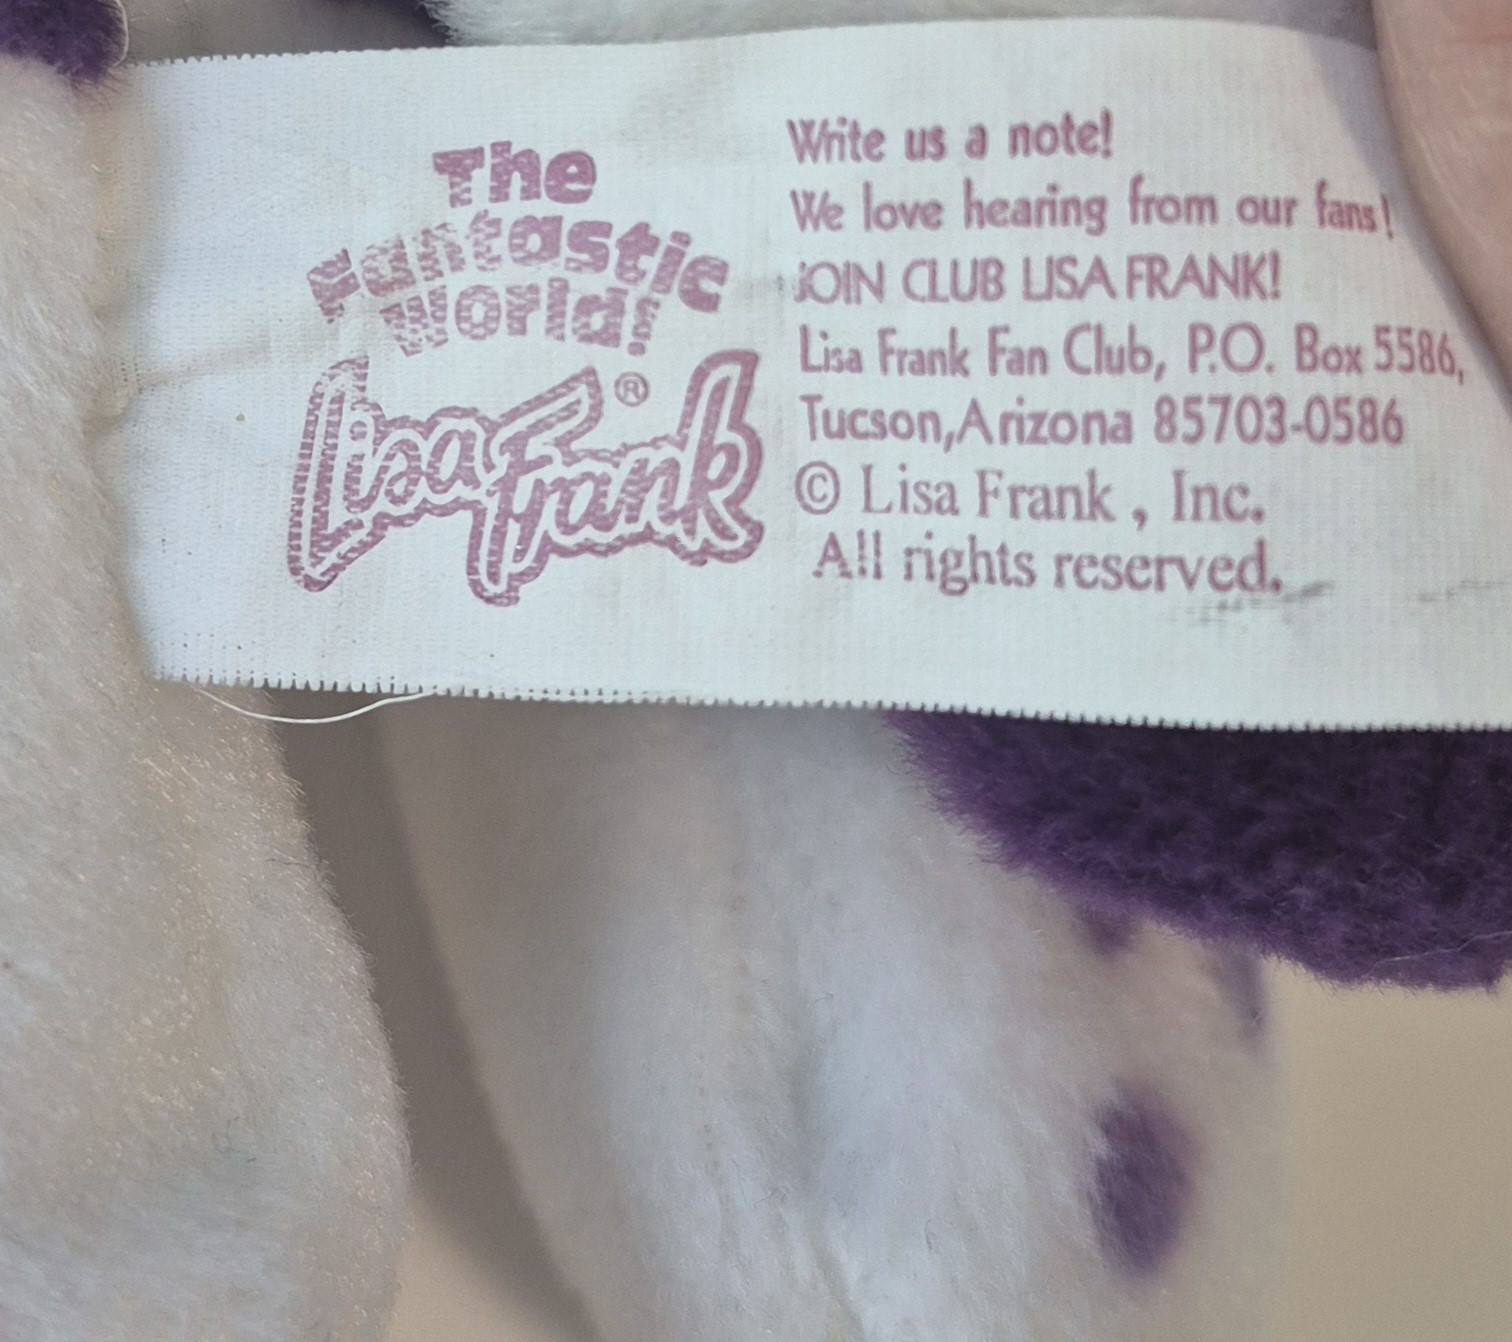 The
Fantastic
World!
Lisa Frank®
Write us a note!
We love hearing from our fans!
JOIN CLUB LISA FRANK!
Lisa Frank Fan Club, P.O. Box 5586,
Tucson,Arizona 85703-0586
© Lisa Frank , Inc.
All rights reserved.